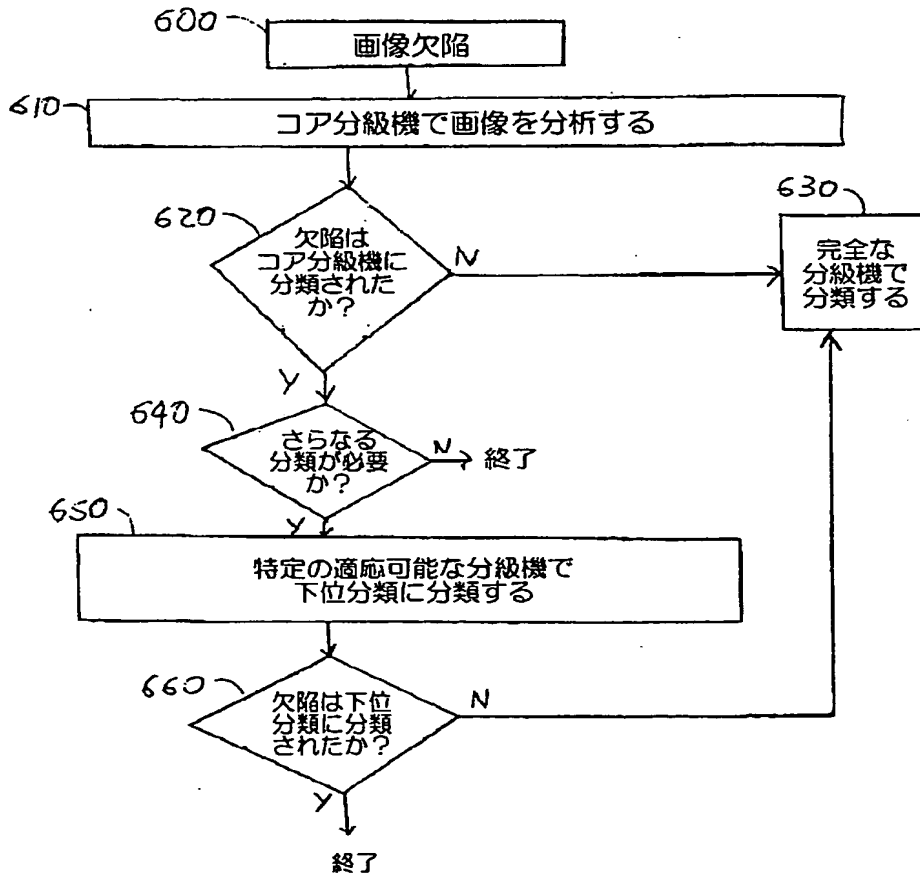 600
画像欠陥
610
コア分級機で画像を分析する
620
欠陥は
コア分級機に
分類されたか
か？
N
630
完全な
分級機で
分類する
Y
640
さらなる
分類が必要
か？
N
終了
650
Y
特定の適応可能な分級機で
下位分類に分類する
660
欠陥は下位
分類に分類
されたか？
N
Y
終了